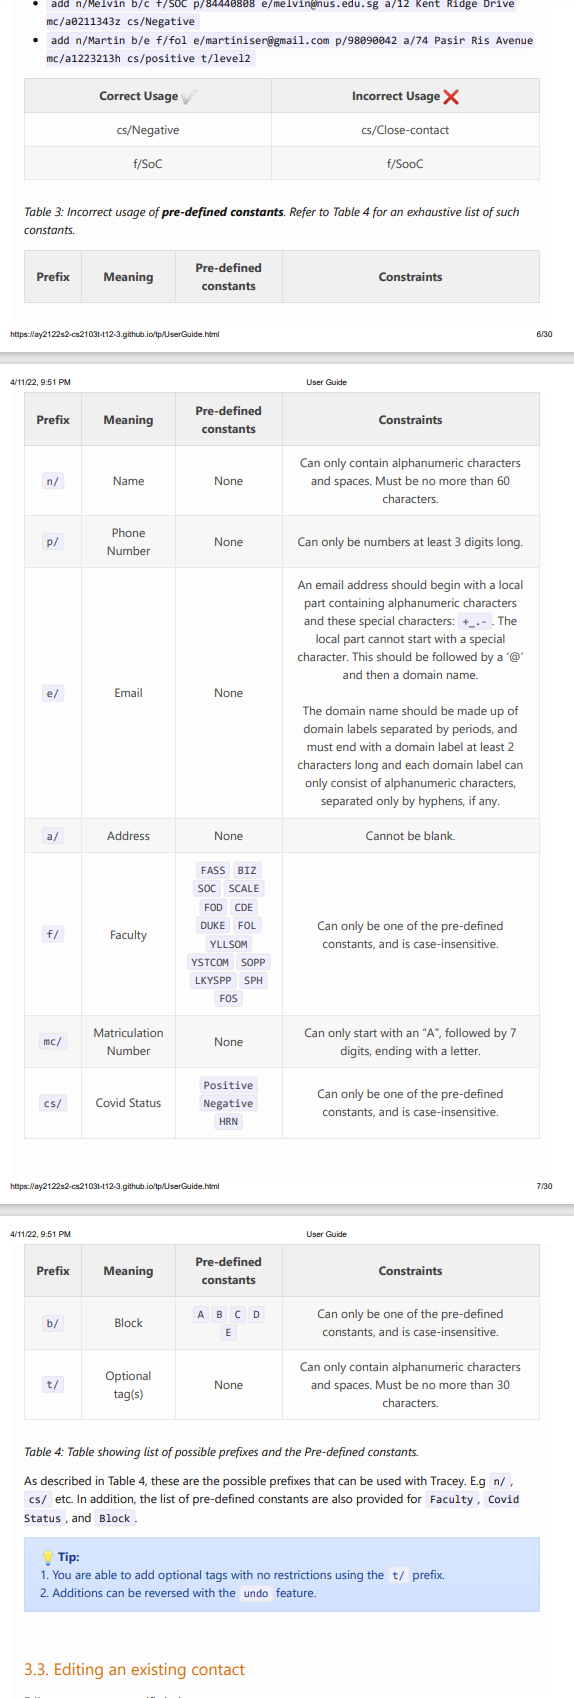 add n/Melvin b/c f/SOC p/84440808 e/melvin@nus.edu.sg a/12 Kent Ridge Drive
mc/a0211343z cs/Negative
add n/Martin b/e f/fol e/martiniser@gmail.com p/98090042 a/74 Pasir Ris Avenue
mc/a1223213h cs/positive t/level2
Correct Usage ✔ Incorrect Usage ❌
cs/Negative cs/Close-contact
f/SoC f/SooC
Table 3: Incorrect usage of pre-defined constants. Refer to Table 4 for an exhaustive list of such
constants.
Prefix Meaning Pre-defined
constants Constraints
https://ay2122s2-cs2103t-t12-3.github.io/tp/UserGuide.html 6/30
4/11/22, 9:51 PM User Guide
Prefix Meaning Pre-defined
constants Constraints
n/ Name None Can only contain alphanumeric characters
and spaces. Must be no more than 60
characters.
p/ Phone
Number None Can only be numbers at least 3 digits long.
e/ Email None An email address should begin with a local
part containing alphanumeric characters
and these special characters: +_.- . The
local part cannot start with a special
character. This should be followed by a ‘@’
and then a domain name.
The domain name should be made up of
domain labels separated by periods, and
must end with a domain label at least 2
characters long and each domain label can
only consist of alphanumeric characters,
separated only by hyphens, if any.
a/ Address None Cannot be blank.
f/ Faculty FASS BIZ
SOC SCALE
FOD CDE
DUKE FOL
YLLSOM
YSTCOM SOPP
LKYSPP SPH
FOS
Can only be one of the pre-defined
constants, and is case-insensitive.
mc/ Matriculation
Number None Can only start with an “A”, followed by 7
digits, ending with a letter.
cs/ Covid Status Positive
Negative
HRN
Can only be one of the pre-defined
constants, and is case-insensitive.
https://ay2122s2-cs2103t-t12-3.github.io/tp/UserGuide.html 7/30
4/11/22, 9:51 PM User Guide
Prefix Meaning Pre-defined
constants Constraints
b/ Block A B C D
E
Can only be one of the pre-defined
constants, and is case-insensitive.
t/ Optional
tag(s) None Can only contain alphanumeric characters
and spaces. Must be no more than 30
characters.
Table 4: Table showing list of possible prefixes and the Pre-defined constants.
As described in Table 4, these are the possible prefixes that can be used with Tracey. E.g n/ ,
cs/ etc. In addition, the list of pre-defined constants are also provided for Faculty , Covid
Status , and Block .
💡 Tip:
1. You are able to add optional tags with no restrictions using the t/ prefix.
2. Additions can be reversed with the undo feature.
3.3. Editing an existing contact